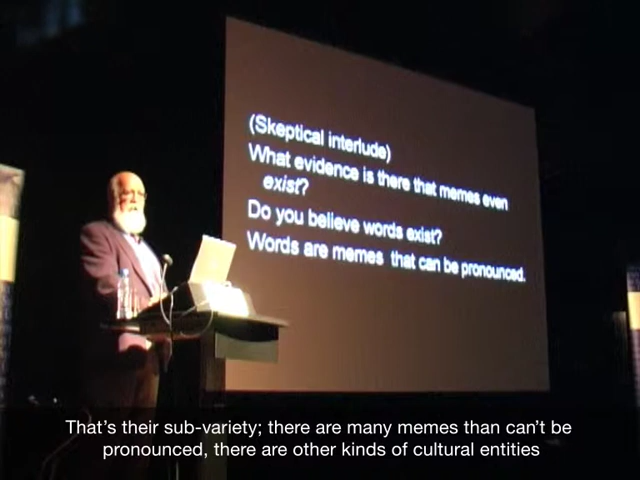 (Skeptical interlude)
What evidence is there that memes even
exist?
Do you believe words exist?
Words are memes that can be pronounced.
That's their sub-variety; there are many memes than can't be
pronounced, there are other kinds of cultural entities